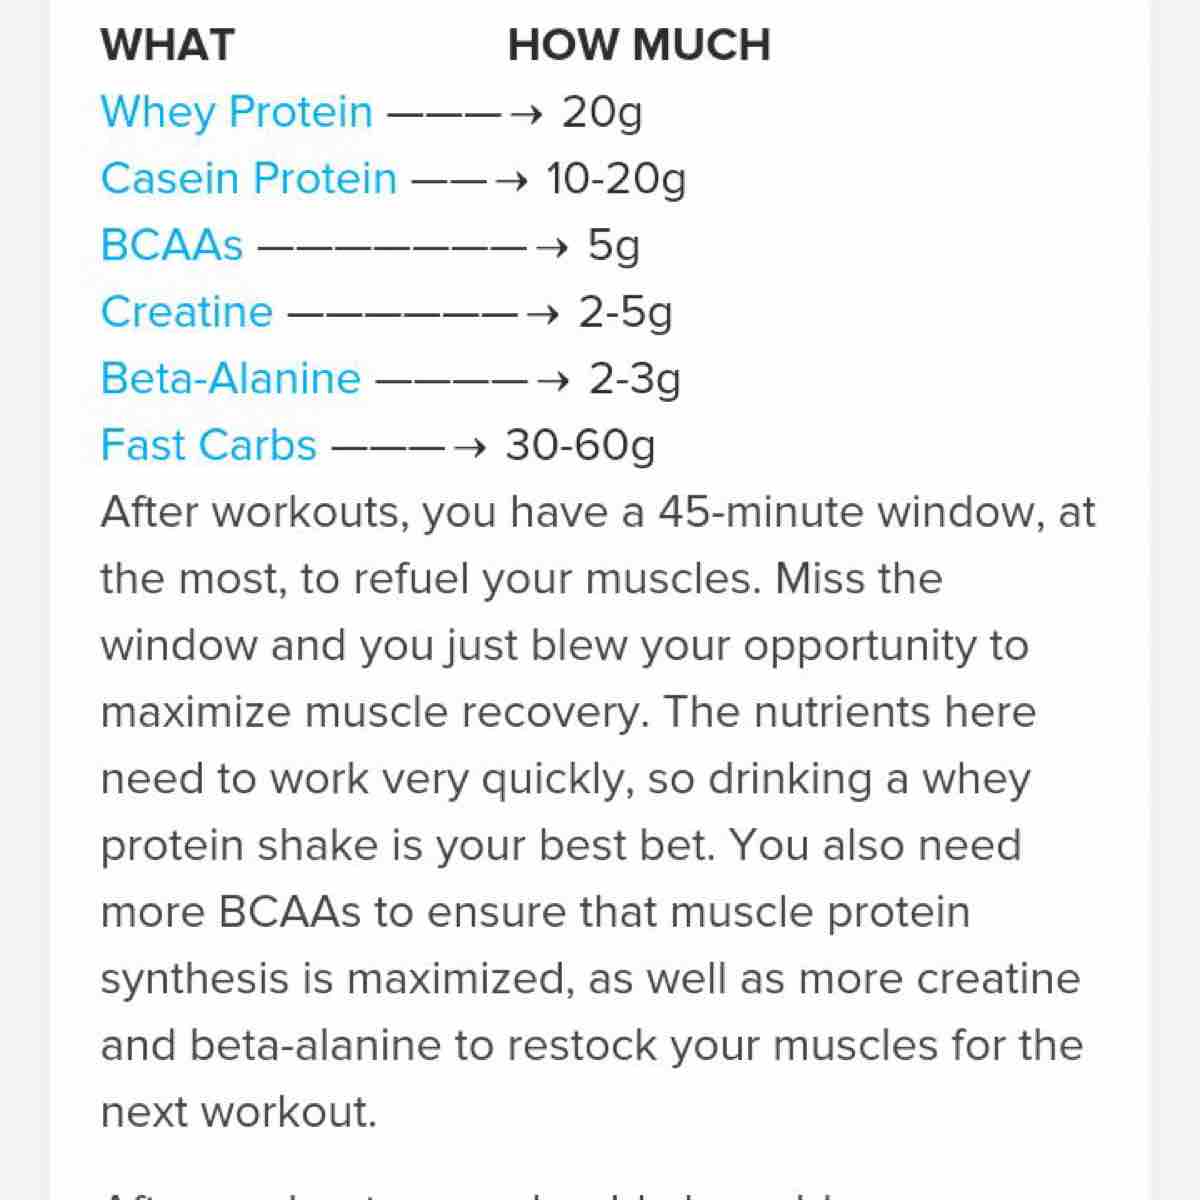 WHAT HOW MUCH
Whey Protein ———→ 20g
Casein Protein ——→ 10-20g
BCAAs ———————→ 5g
Creatine ——————→ 2-5g
Beta-Alanine ————→ 2-3g
Fast Carbs ———→ 30-60g
After workouts, you have a 45-minute window, at
the most, to refuel your muscles. Miss the
window and you just blew your opportunity to
maximize muscle recovery. The nutrients here
need to work very quickly, so drinking a whey
protein shake is your best bet. You also need
more BCAAs to ensure that muscle protein
synthesis is maximized, as well as more creatine
and beta-alanine to restock your muscles for the
next workout.